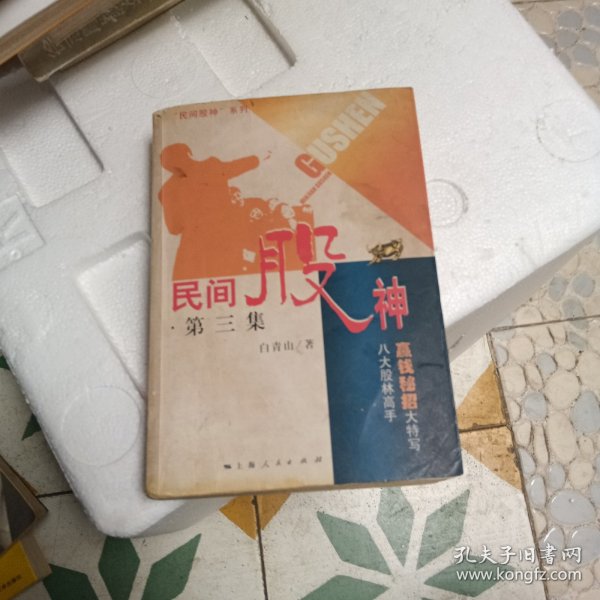 "民间股神"系列
GUSHEN
民间股神
·第三集
白青山/著
八大股林高手
赢钱秘招大特写
上海人民出版社
孔夫子旧书网
www.kongfz.com